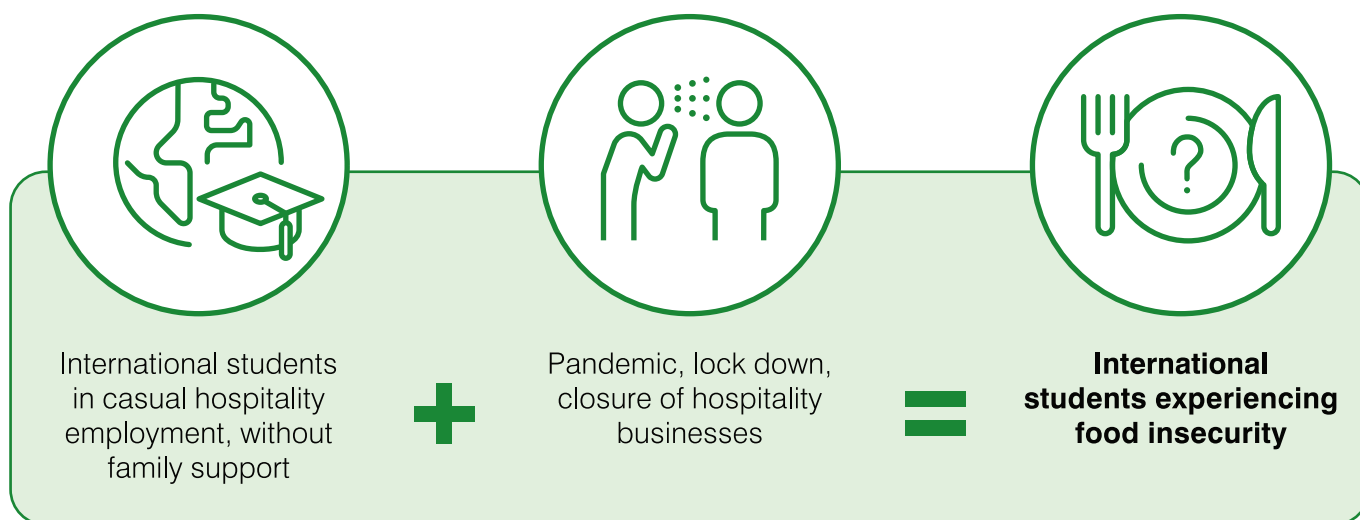 ?
International students
in casual hospitality
employment, without
family support
+
Pandemic, lock down,
closure of hospitality
businesses
=
International
students experiencing
food insecurity